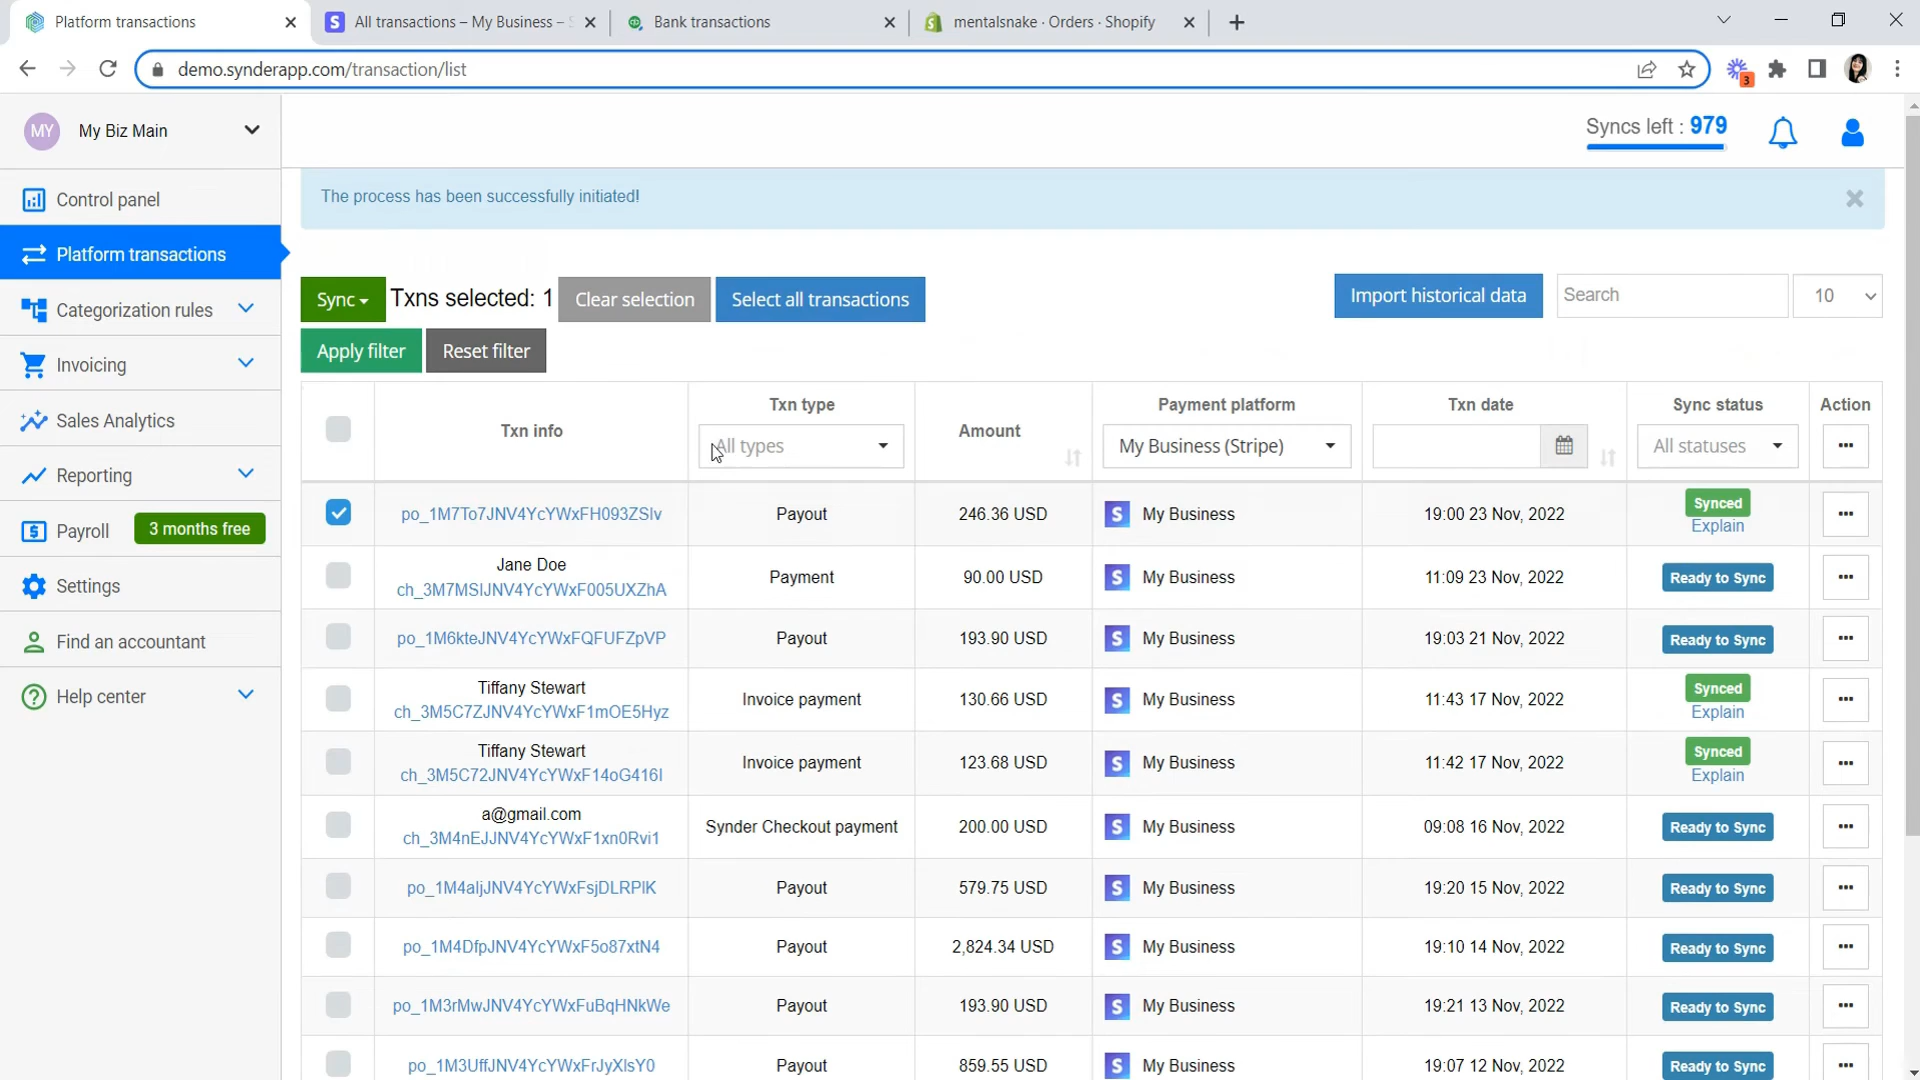 Platform transactions
All transactions – My Business – S
Bank transactions
mentalsnake · Orders · Shopify
demo.synderapp.com/transaction/list
3
MY My Biz Main
Syncs left : 979
Control panel
Platform transactions
Categorization rules
Invoicing
Sales Analytics
Reporting
Payroll 3 months free
Settings
Find an accountant
Help center
The process has been successfully initiated!
Sync Txns selected: 1 Clear selection Select all transactions Import historical data Search 10
Apply filter Reset filter
Txn info Txn type Amount Payment platform Txn date Sync status Action
All types My Business (Stripe) All statuses
po_1M7To7JNV4YcYWxFH093ZSlv Payout 246.36 USD My Business 19:00 23 Nov, 2022 Synced
Explain
Jane Doe
ch_3M7MSIJNV4YcYWxF005UXZhA Payment 90.00 USD My Business 11:09 23 Nov, 2022 Ready to Sync
po_1M6kteJNV4YcYWxFQFUFZpVP Payout 193.90 USD My Business 19:03 21 Nov, 2022 Ready to Sync
Tiffany Stewart
ch_3M5C7ZJNV4YcYWxF1mOE5Hyz Invoice payment 130.66 USD My Business 11:43 17 Nov, 2022 Synced
Explain
Tiffany Stewart
ch_3M5C72JNV4YcYWxF14oG416I Invoice payment 123.68 USD My Business 11:42 17 Nov, 2022 Synced
Explain
a@gmail.com
ch_3M4nEJJNV4YcYWxF1xn0Rvi1 Synder Checkout payment 200.00 USD My Business 09:08 16 Nov, 2022 Ready to Sync
po_1M4aljJNV4YcYWxFsjDLRPlK Payout 579.75 USD My Business 19:20 15 Nov, 2022 Ready to Sync
po_1M4DfpJNV4YcYWxF5o87xtN4 Payout 2,824.34 USD My Business 19:10 14 Nov, 2022 Ready to Sync
po_1M3rMwJNV4YcYWxFuBqHNkWe Payout 193.90 USD My Business 19:21 13 Nov, 2022 Ready to Sync
po_1M3UffJNV4YcYWxFrJyXlsY0 Payout 859.55 USD My Business 19:07 12 Nov, 2022 Ready to Sync